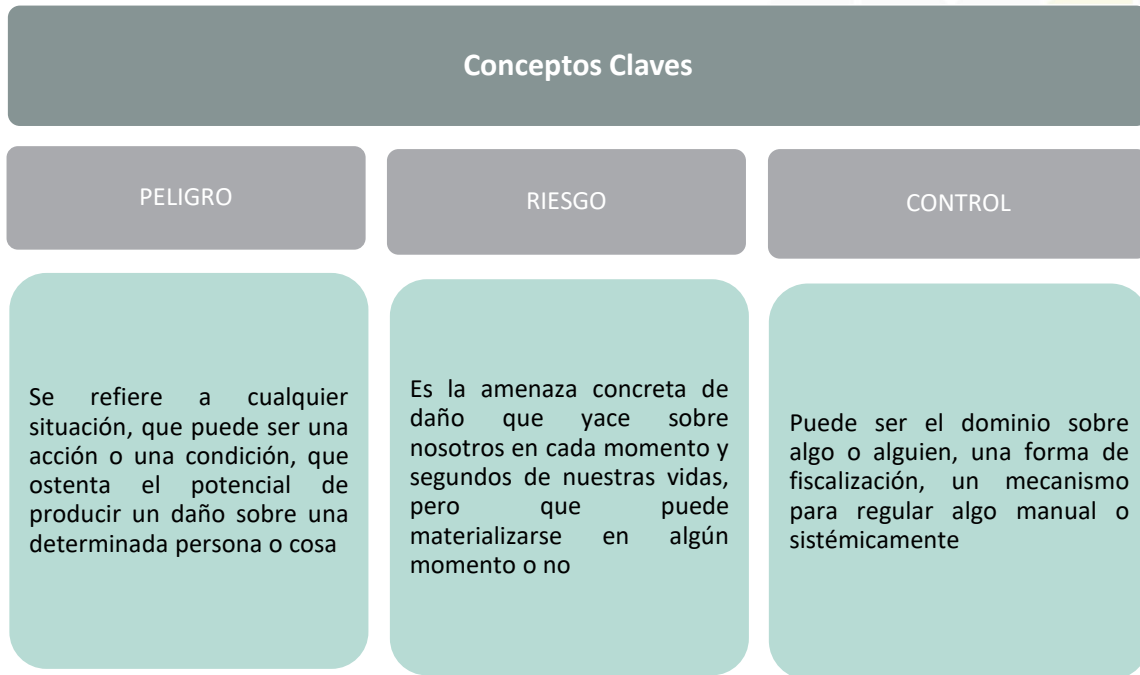 Conceptos Claves
PELIGRO
RIESGO
CONTROL
Se refiere a cualquier
situación, que puede ser una
acción o una condición, que
ostenta el potencial de
producir un daño sobre una
determinada persona o cosa
Es la amenaza concreta de
daño que yace sobre
nosotros en cada momento y
segundos de nuestras vidas,
pero que puede
materializarse en algún
momento o no
Puede ser el dominio sobre
algo o alguien, una forma de
fiscalización, un mecanismo
para regular algo manual o
sistémicamente